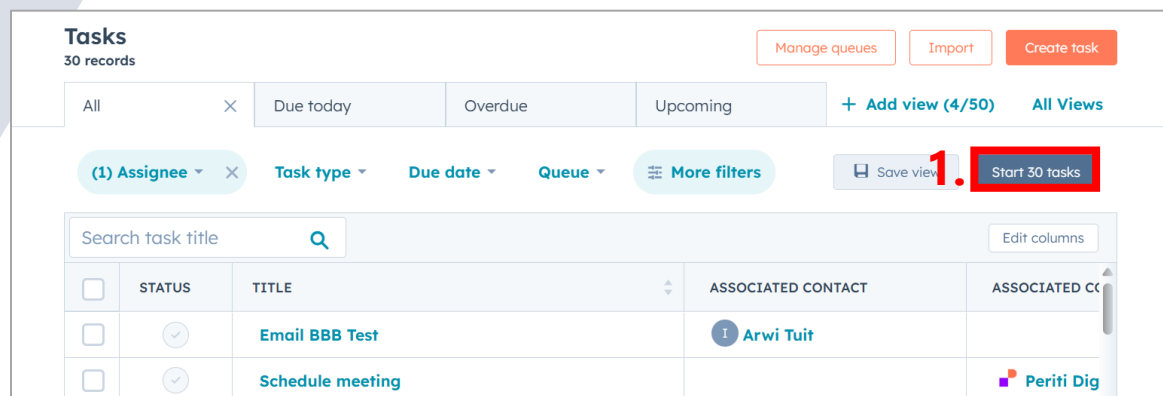 Tasks
30 records
Manage queues Import Create task
All Due today Overdue Upcoming + Add view (4/50) All Views
(1) Assignee Task type Due date Queue More filters Save view 1. Start 30 tasks
Search task title Edit columns
STATUS TITLE ASSOCIATED CONTACT ASSOCIATED CO
Email BBB Test I Arwi Tuit
Schedule meeting Periti Dig